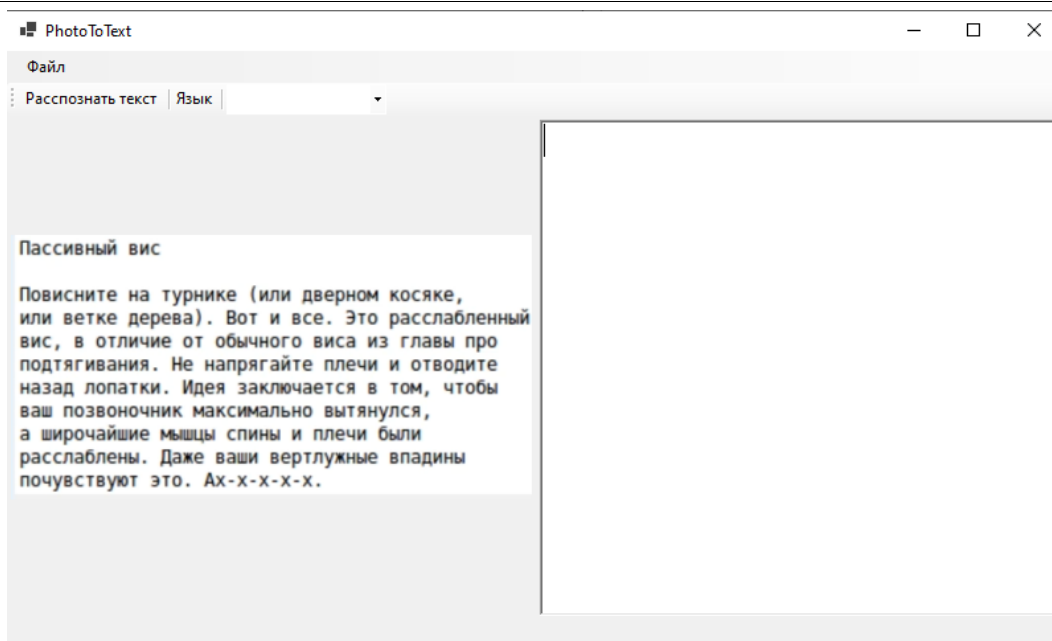 PhotoToText
Файл
Расспознать текст Язык
Пассивный вис
Повисните на турнике (или дверном косяке,
или ветке дерева). Вот и все. Это расслабленный
вис, в отличие от обычного виса из главы про
подтягивания. Не напрягайте плечи и отводите
назад лопатки. Идея заключается в том, чтобы
ваш позвоночник максимально вытянулся,
а широчайшие мышцы спины и плечи были
расслаблены. Даже ваши вертлужные впадины
почувствуют это. Ах-х-х-х-х.